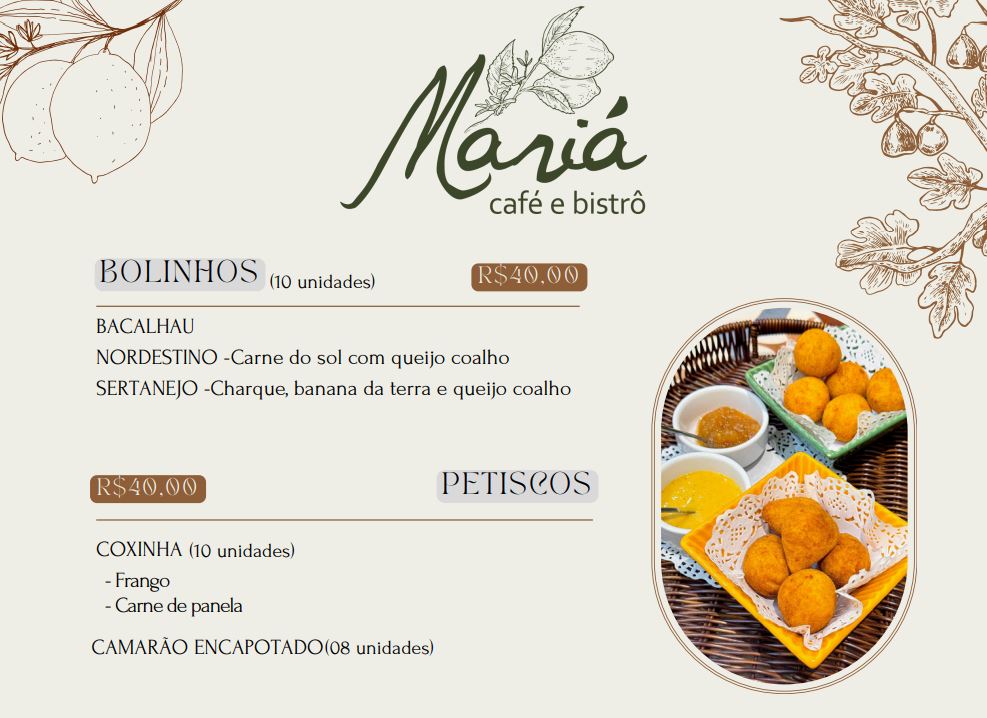 Mariá
café e bistrô
BOLINHOS (10 unidades) R$40,00
BACALHAU
NORDESTINO -Carne do sol com queijo coalho
SERTANEJO -Charque, banana da terra e queijo coalho
R$40,00 PETISCOS
COXINHA (10 unidades)
- Frango
- Carne de panela
CAMARÃO ENCAPOTADO(08 unidades)